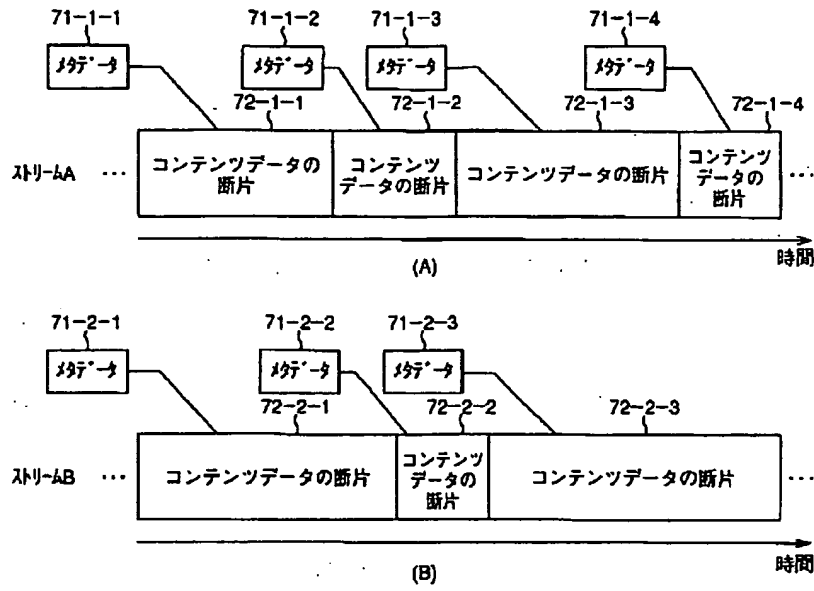 71-1-1 71-1-2 71-1-3 71-1-4
メタデータ メタデータ メタデータ メタデータ
72-1-1 72-1-2 72-1-3 72-1-4
ストリームA ・・・ コンテンツデータの
断片
コンテンツ
データの断片
コンテンツデータの断片
コンテンツ
データの
断片
・・・
時間
(A)
71-2-1 71-2-2 71-2-3
メタデータ メタデータ メタデータ
72-2-1 72-2-2 72-2-3
ストリームB ・・・ コンテンツデータの断片
コンテンツ
データの
断片
コンテンツデータの断片
・・・
時間
(B)